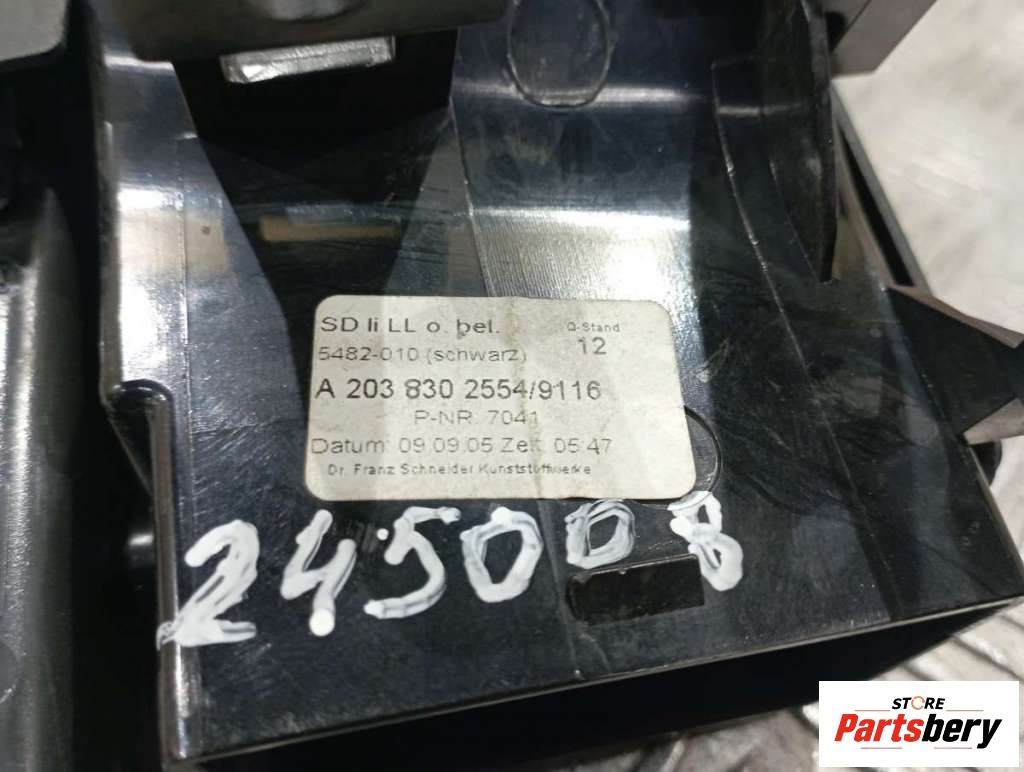 SD li LL o. bel.
Q-Stand
5482-010 (schwarz)
12
A 203 830 2554/9116
P-NR. 7041
Datum: 09.09.05 Zeit: 05:47
Dr. Franz Schneider Kunststoffwerke
245008
STORE
Partsbery